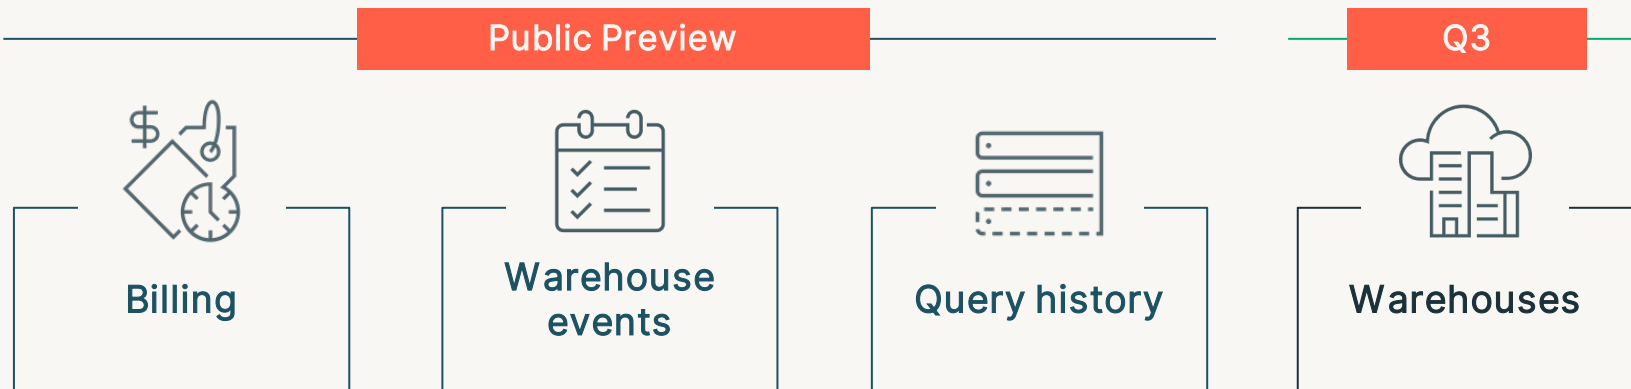 Public Preview
Q3
$
Billing
Warehouse
events
Query history
Warehouses